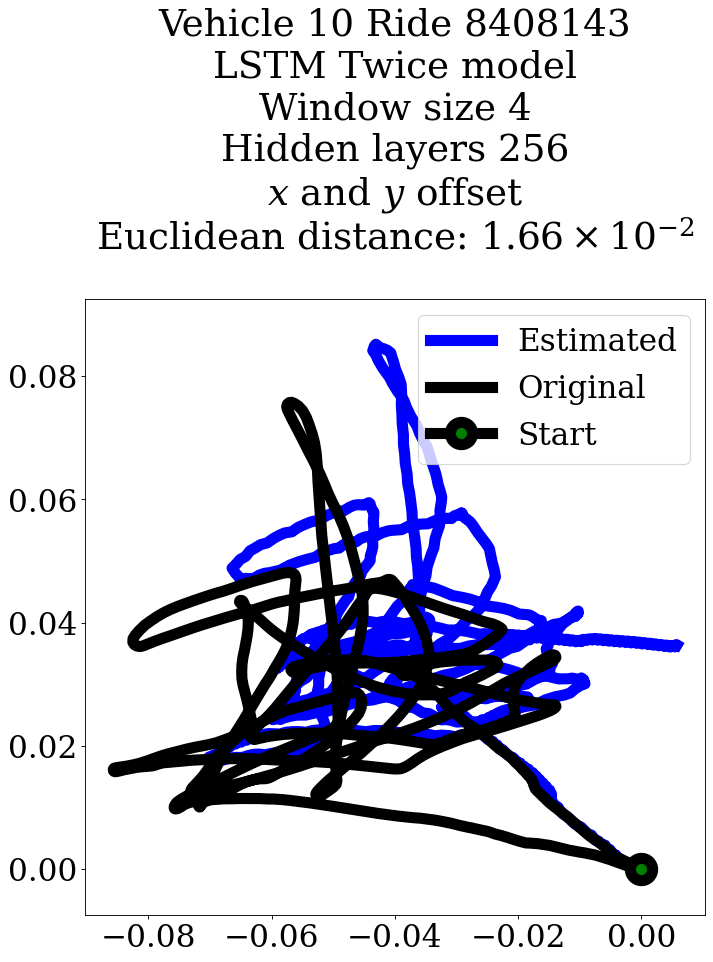 Vehicle 10 Ride 8408143
LSTM Twice model
Window size 4
Hidden layers 256
x and y offset
Euclidean distance: 1.66 × 10⁻²
Estimated
Original
Start
0.08
0.06
0.04
0.02
0.00
−0.08 −0.06 −0.04 −0.02 0.00